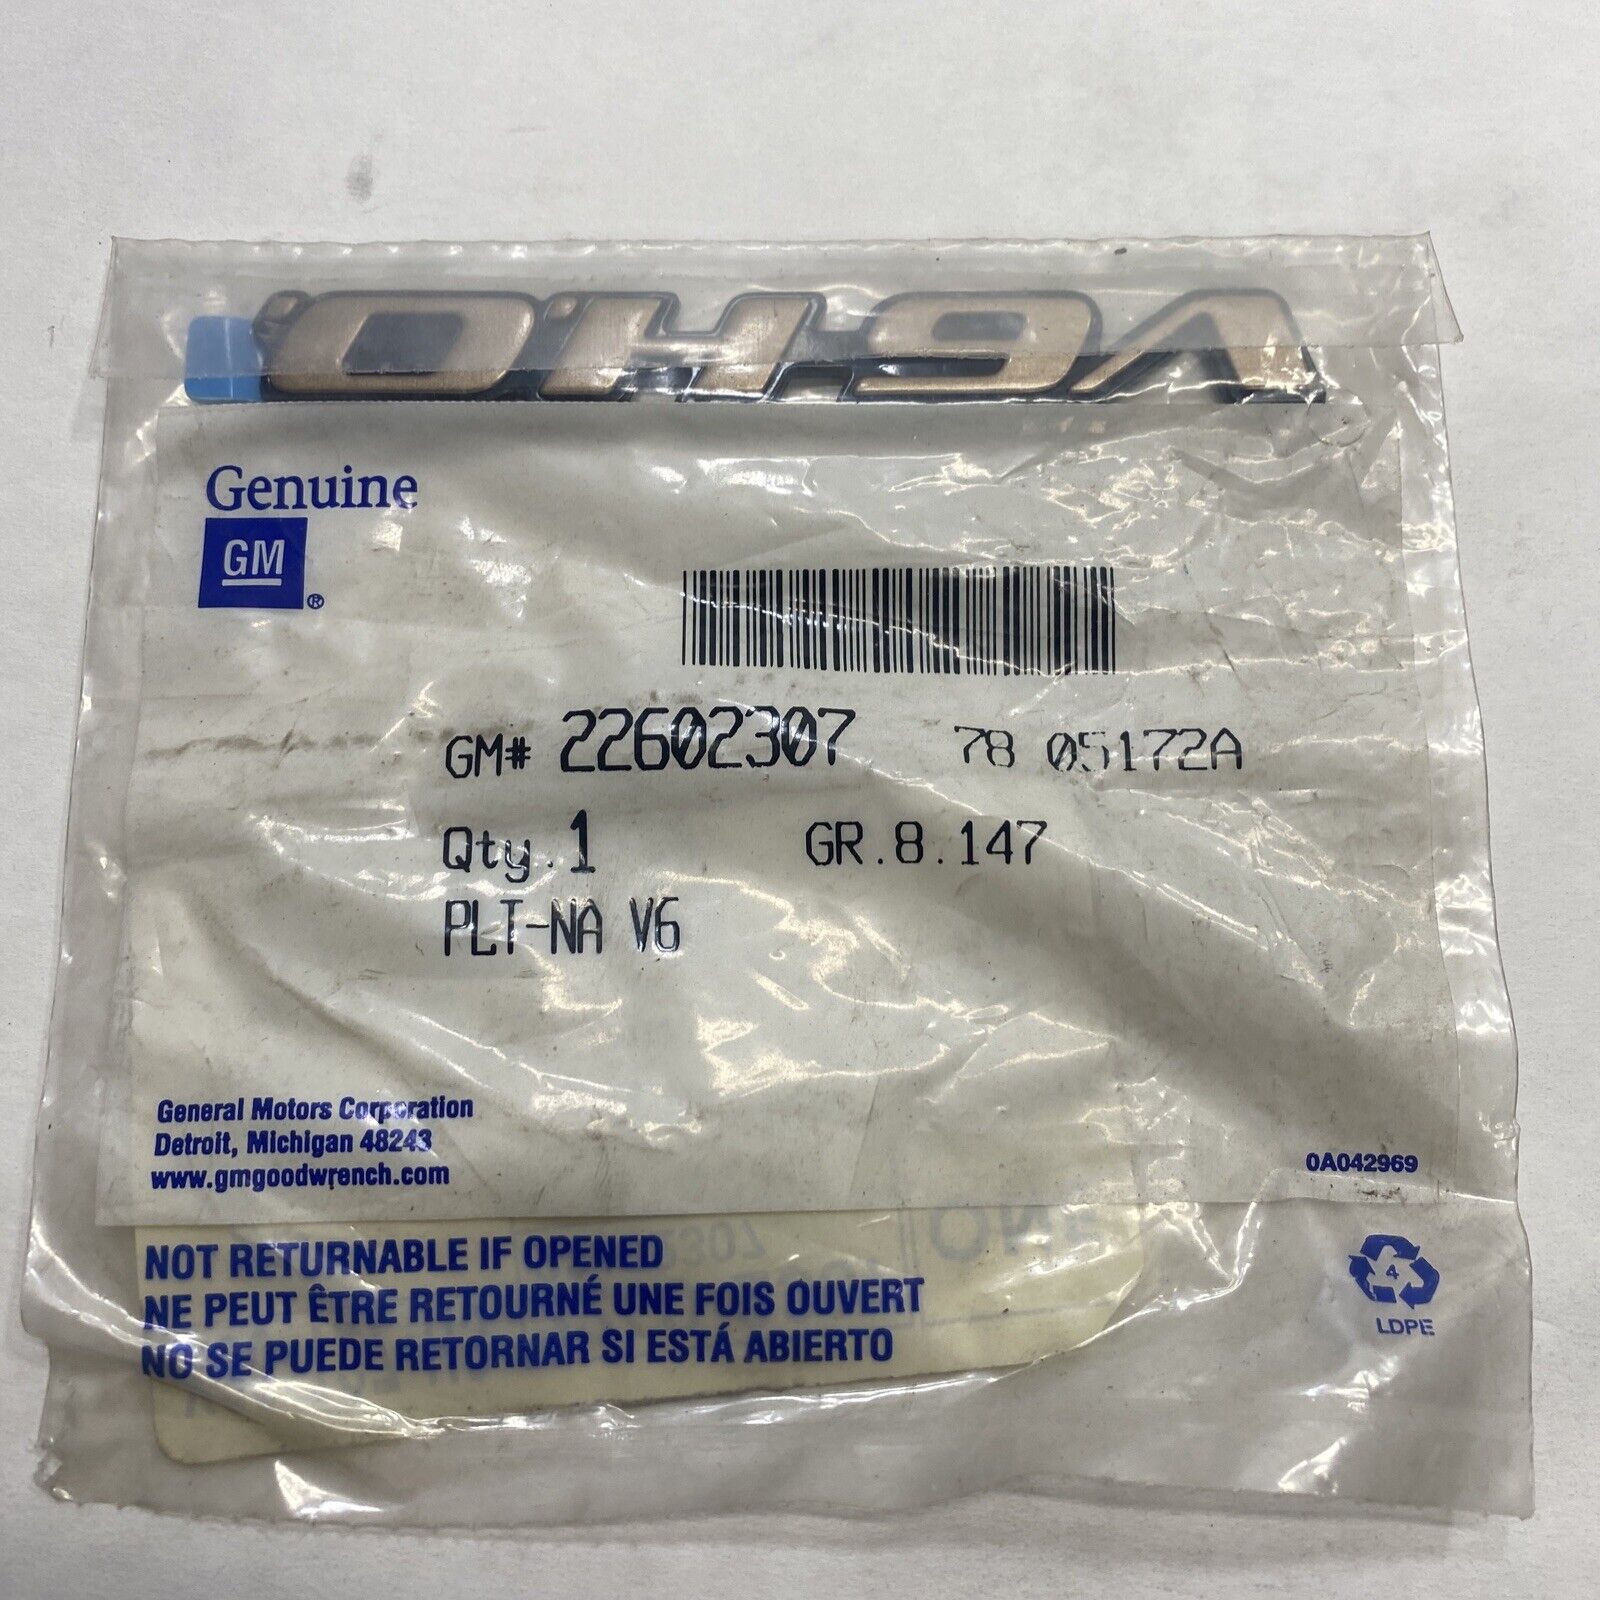 V6 HO
Genuine
GM
®
GM# 22602307 78 05172A
Qty.1 GR.8.147
PLT-NA V6
General Motors Corporation
Detroit, Michigan 48243
www.gmgoodwrench.com
0A042969
NOT RETURNABLE IF OPENED
NE PEUT ÊTRE RETOURNÉ UNE FOIS OUVERT
NO SE PUEDE RETORNAR SI ESTÁ ABIERTO
4
LDPE